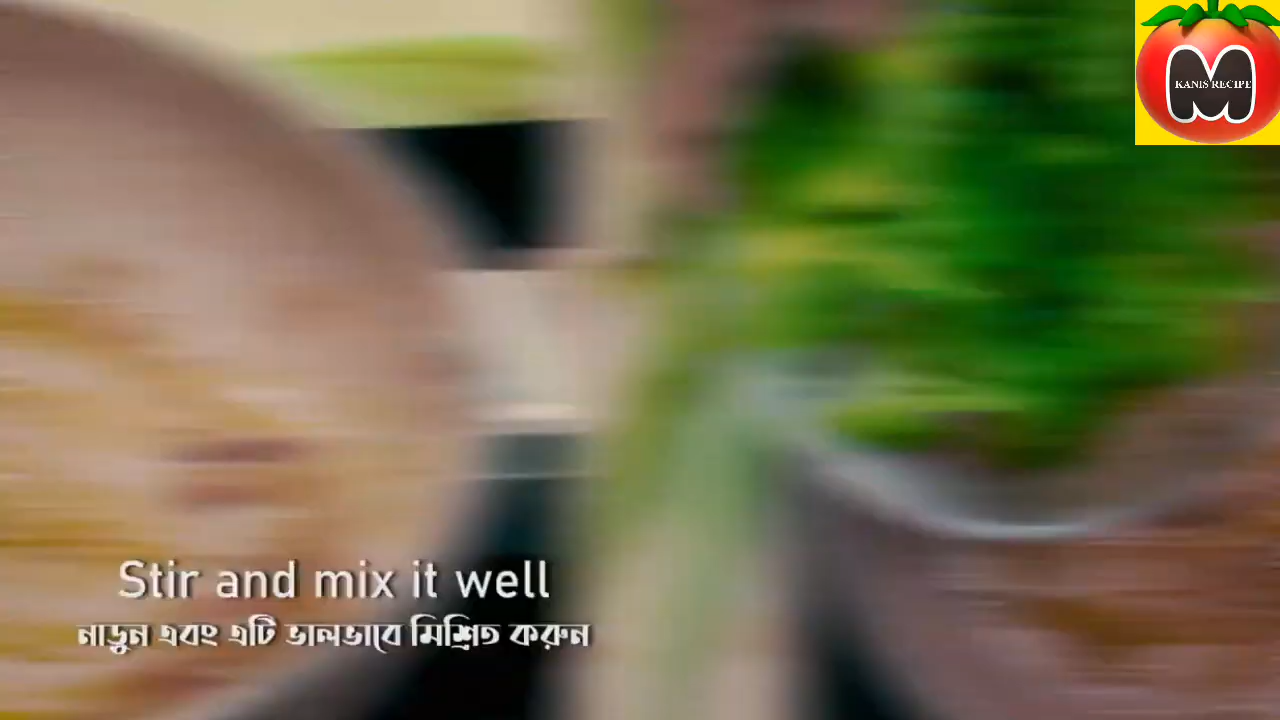 KANIS RECIPE
Stir and mix it well
নাড়ুন এবং এটি ভালভাবে মিশ্রিত করুন